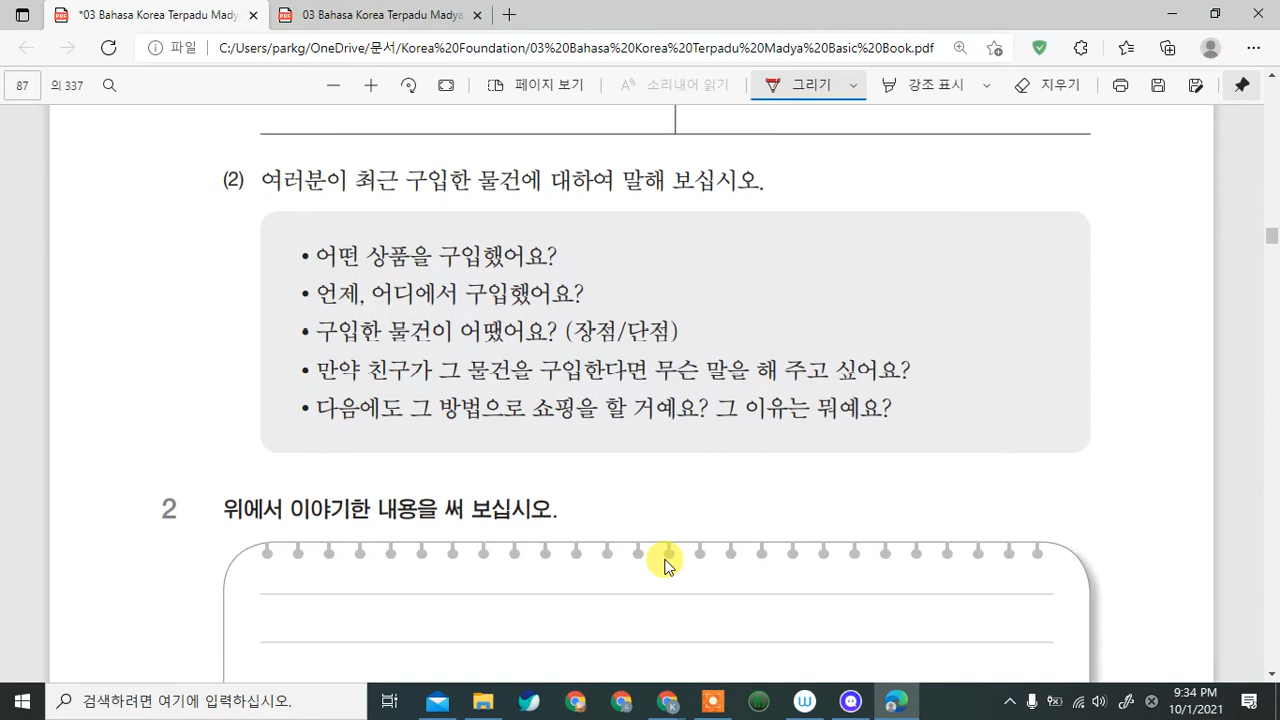 *03 Bahasa Korea Terpadu Madya
03 Bahasa Korea Terpadu Madya
파일
C:/Users/parkg/OneDrive/문서/Korea%20Foundation/03%20Bahasa%20Korea%20Terpadu%20Madya%20Basic%20Book.pdf
87 의 337
페이지 보기
소리내어 읽기
그리기
강조 표시
지우기
(2) 여러분이 최근 구입한 물건에 대하여 말해 보십시오.
• 어떤 상품을 구입했어요?
• 언제, 어디에서 구입했어요?
• 구입한 물건이 어땠어요? (장점/단점)
• 만약 친구가 그 물건을 구입한다면 무슨 말을 해 주고 싶어요?
• 다음에도 그 방법으로 쇼핑을 할 거예요? 그 이유는 뭐예요?
2 위에서 이야기한 내용을 써 보십시오.
검색하려면 여기에 입력하십시오.
9:34 PM
10/1/2021